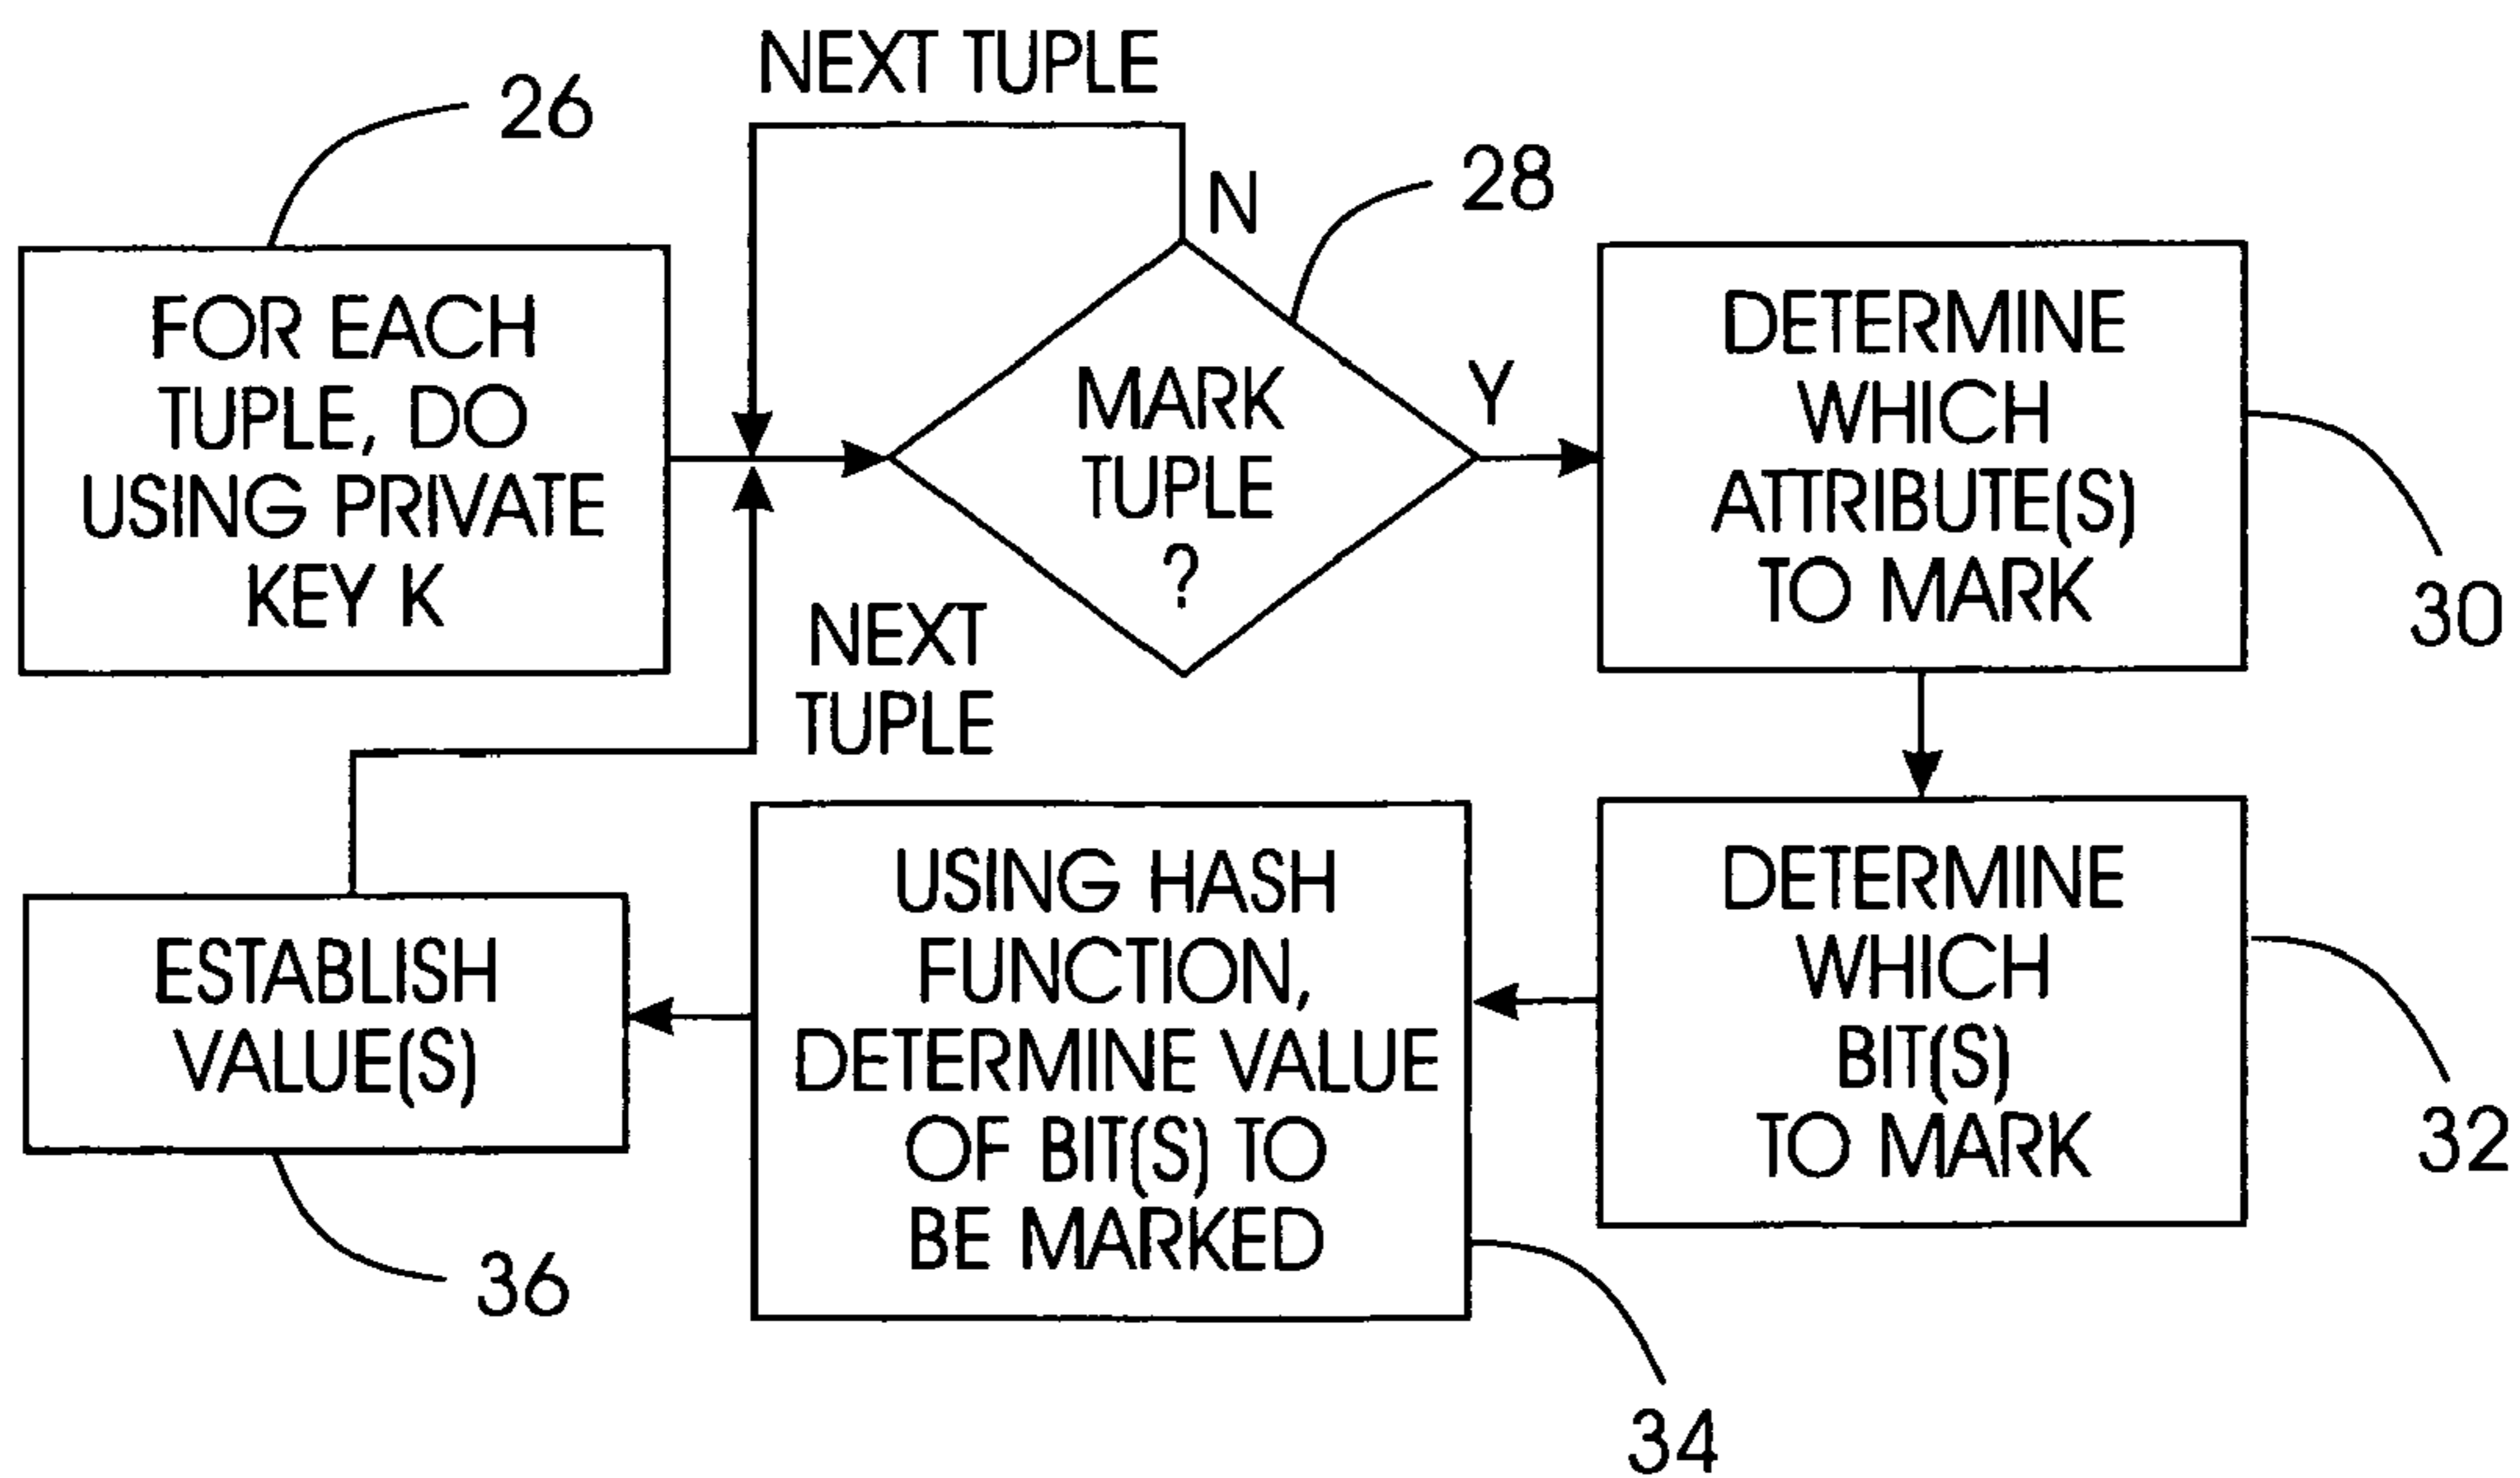 NEXT TUPLE
26
N
28
FOR EACH
TUPLE, DO
USING PRIVATE
KEY K
MARK
TUPLE
?
Y
DETERMINE
WHICH
ATTRIBUTE(S)
TO MARK
30
NEXT
TUPLE
DETERMINE
WHICH
BIT(S)
TO MARK
32
USING HASH
FUNCTION,
DETERMINE VALUE
OF BIT(S) TO
BE MARKED
34
ESTABLISH
VALUE(S)
36